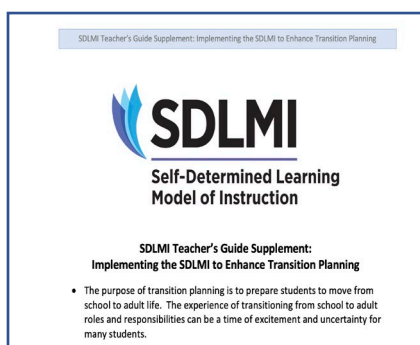 SDLMI Teacher's Guide Supplement: Implementing the SDLMI to Enhance Transition Planning
SDLMI
Self-Determined Learning
Model of Instruction
SDLMI Teacher's Guide Supplement:
Implementing the SDLMI to Enhance Transition Planning
• The purpose of transition planning is to prepare students to move from
school to adult life. The experience of transitioning from school to adult
roles and responsibilities can be a time of excitement and uncertainty for
many students.